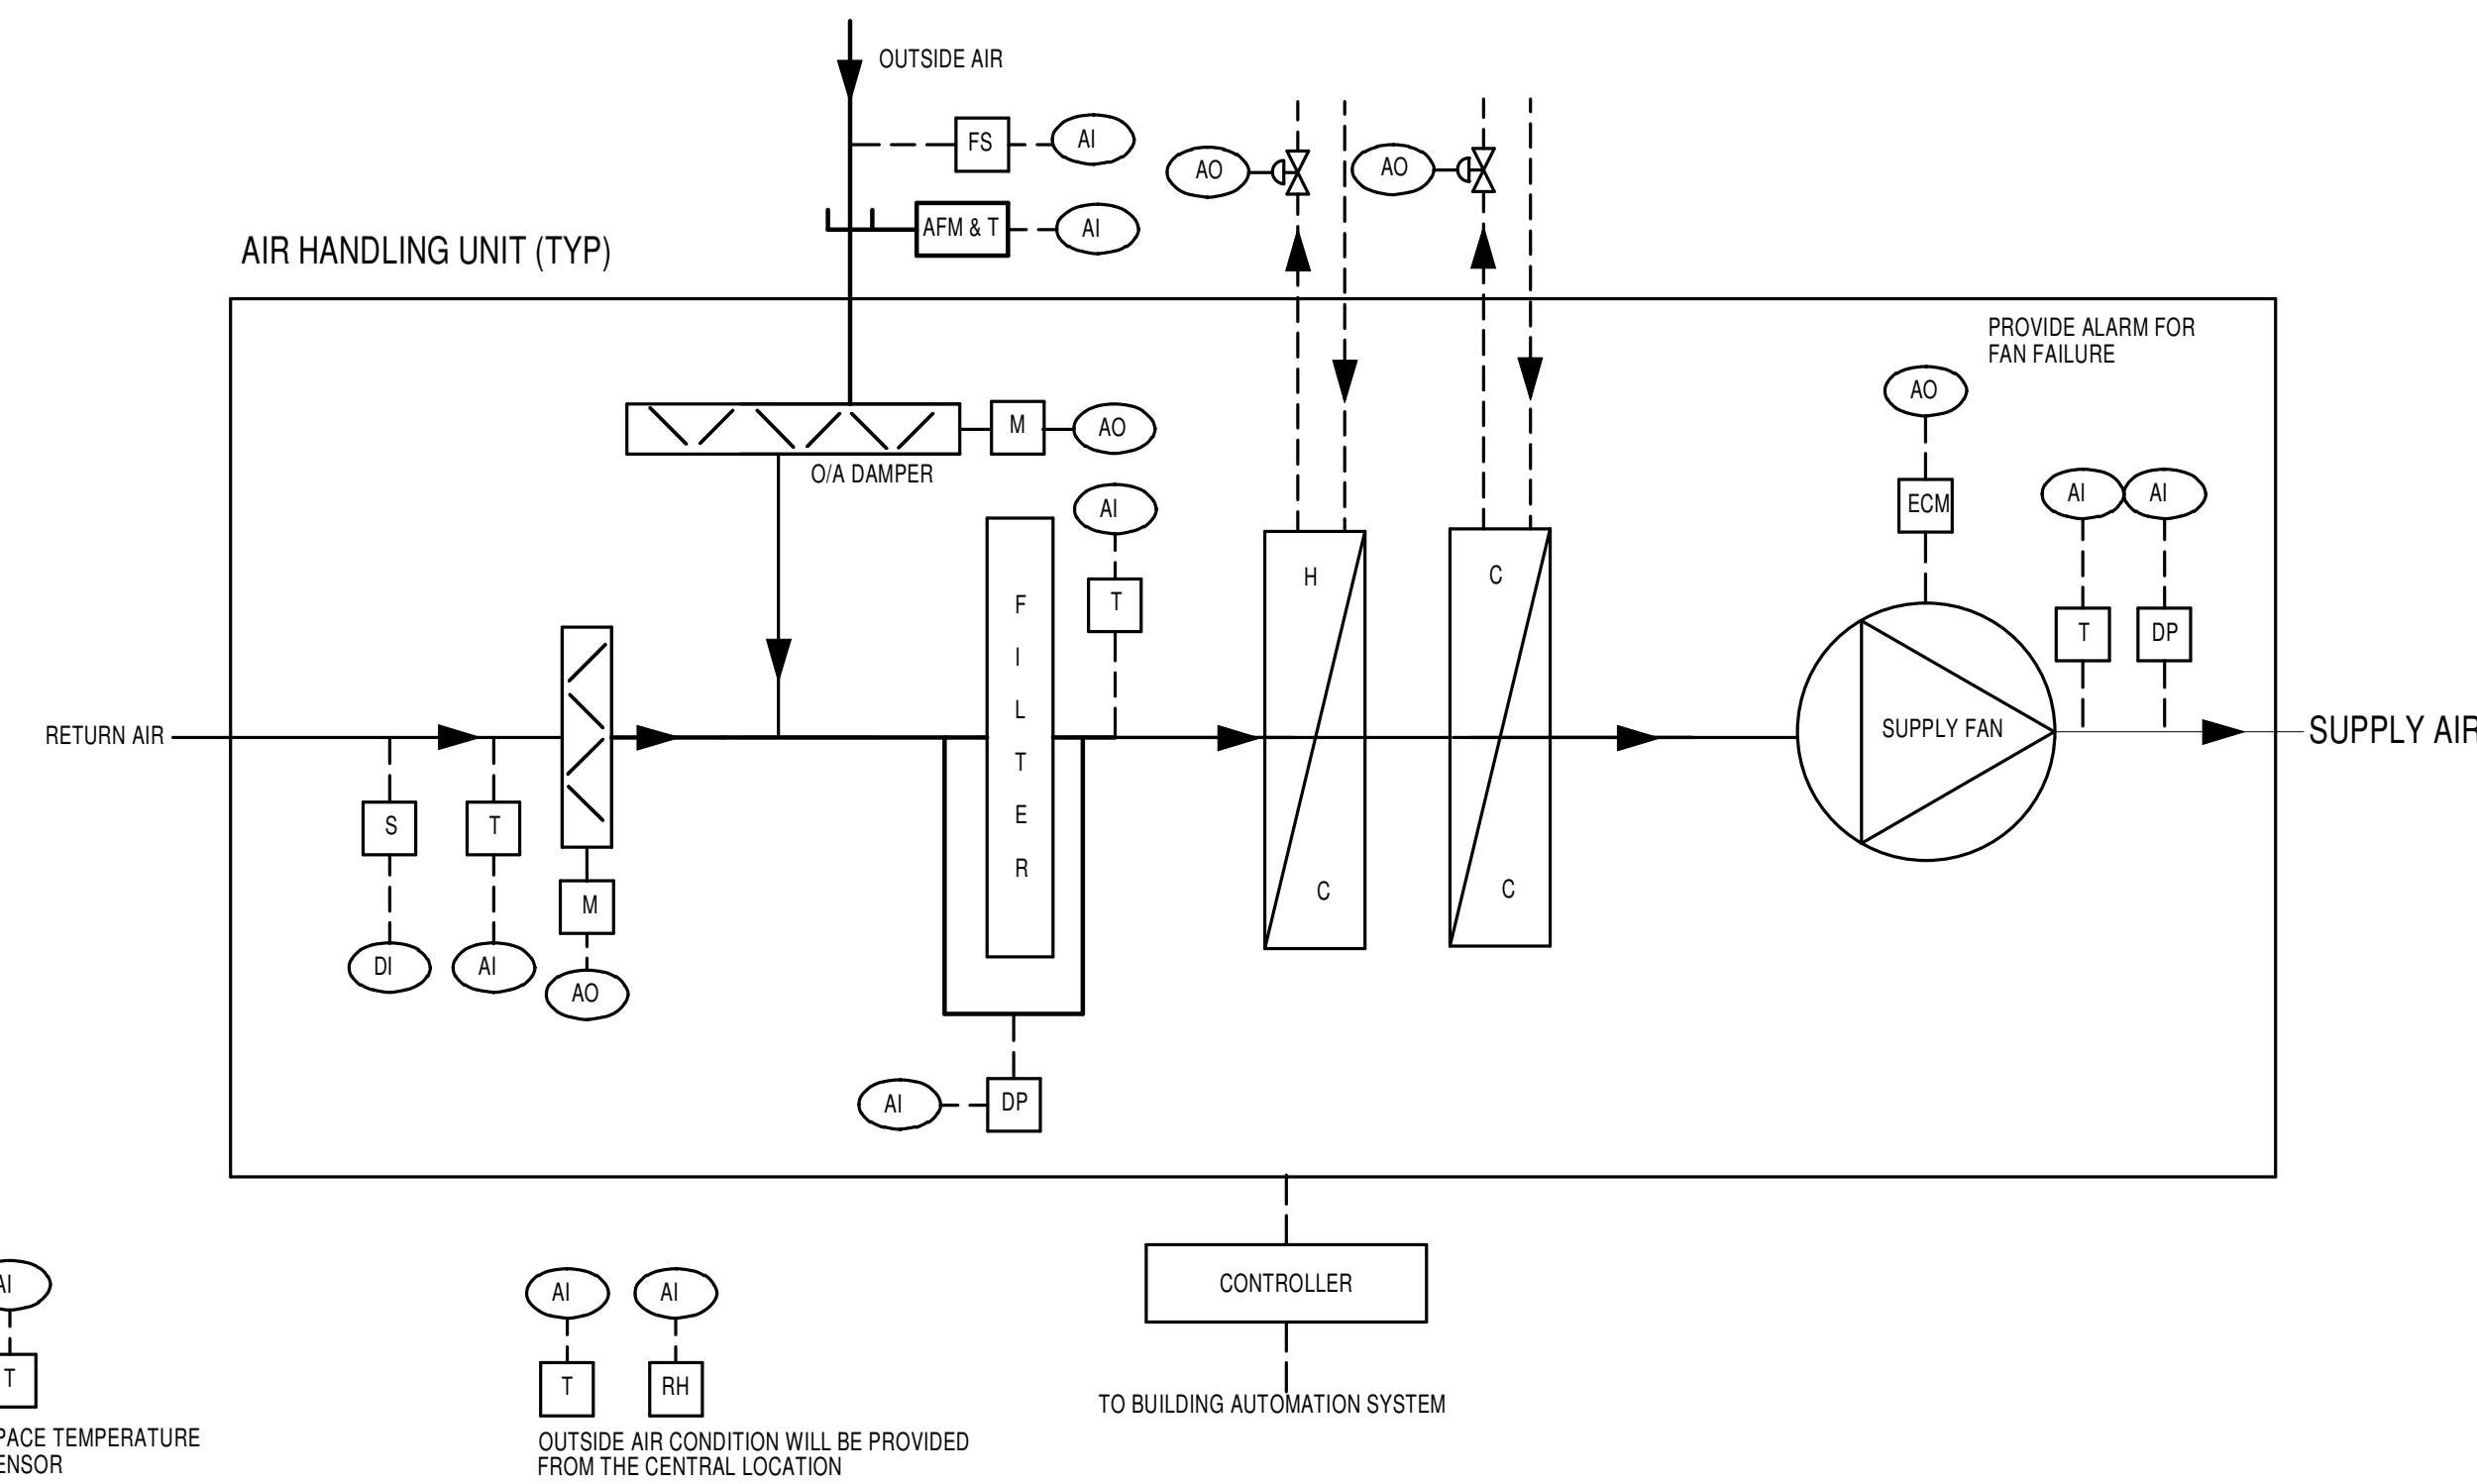 OUTSIDE AIR
FS
AI
AO
AO
AFM & T
AI
AIR HANDLING UNIT (TYP)
PROVIDE ALARM FOR
FAN FAILURE
AO
M
AO
O/A DAMPER
AI
ECM
AI
AI
T
H
C
FILTER
T
DP
RETURN AIR
SUPPLY FAN
SUPPLY AIR
S
T
M
C
C
DI
AI
AO
AI
DP
CONTROLLER
AI
AI
AI
T
T
RH
TO BUILDING AUTOMATION SYSTEM
PACE TEMPERATURE
ENSOR
OUTSIDE AIR CONDITION WILL BE PROVIDED
FROM THE CENTRAL LOCATION